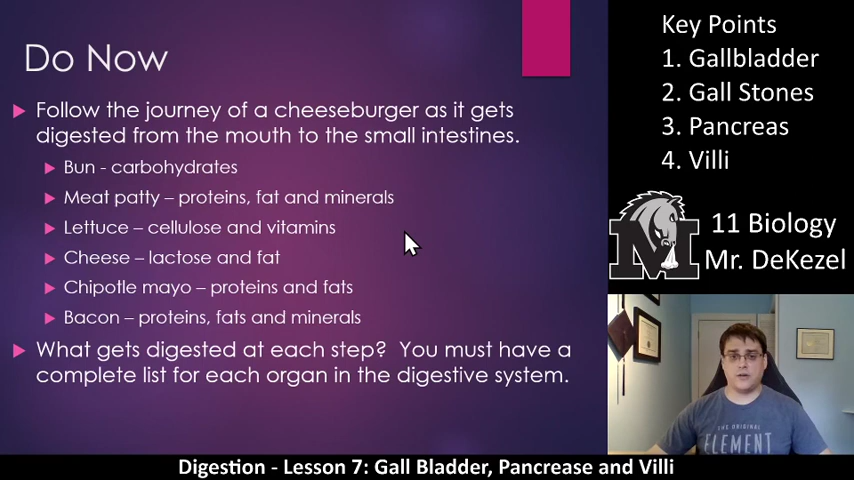 Do Now
Follow the journey of a cheeseburger as it gets
digested from the mouth to the small intestines.
Bun - carbohydrates
Meat patty – proteins, fat and minerals
Lettuce – cellulose and vitamins
Cheese – lactose and fat
Chipotle mayo – proteins and fats
Bacon – proteins, fats and minerals
What gets digested at each step? You must have a
complete list for each organ in the digestive system.
Key Points
1. Gallbladder
2. Gall Stones
3. Pancreas
4. Villi
M
11 Biology
Mr. DeKezel
THE ORIGINAL
ELEMENT
Digestion - Lesson 7: Gall Bladder, Pancrease and Villi